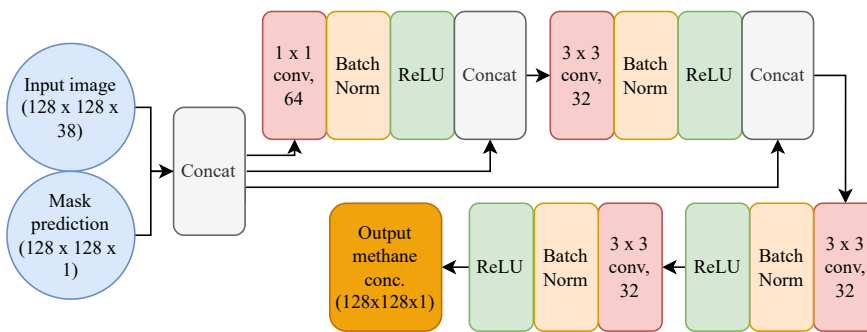 Input image
(128 x 128 x
38)
Mask
prediction
(128 x 128 x
1)
Concat
1 x 1
conv,
64
Batch
Norm
ReLU
Concat
3 x 3
conv,
32
Batch
Norm
ReLU
Concat
3 x 3
conv,
32
Batch
Norm
ReLU
3 x 3
conv,
32
Batch
Norm
ReLU
Output
methane
conc.
(128x128x1)